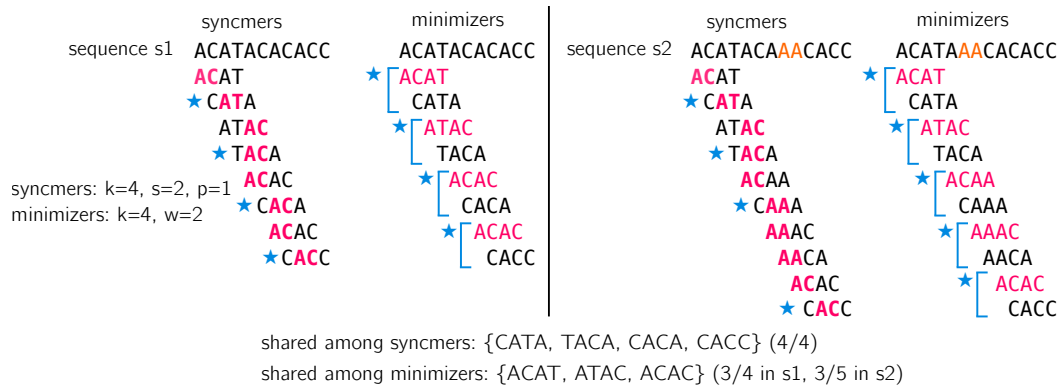 syncmers
sequence s1 ACATACACACC
ACAT
★ CATA
ATAC
★ TACA
ACAC
★ CACA
ACAC
★ CACC
minimizers
ACATACACACC
★ ACAT
CATA
★ ATAC
TACA
★ ACAC
CACA
★ ACAC
CACC
syncmers: k=4, s=2, p=1
minimizers: k=4, w=2
syncmers
sequence s2 ACATACAAACACC
ACAT
★ CATA
ATAC
★ TACA
ACAA
★ CAAA
AAAC
AACA
ACAC
★ CACC
minimizers
ACATAAACACACC
★ ACAT
CATA
★ ATAC
TACA
★ ACAA
CAAA
★ AAAC
AACA
★ ACAC
CACC
shared among syncmers: {CATA, TACA, CACA, CACC} (4/4)
shared among minimizers: {ACAT, ATAC, ACAC} (3/4 in s1, 3/5 in s2)